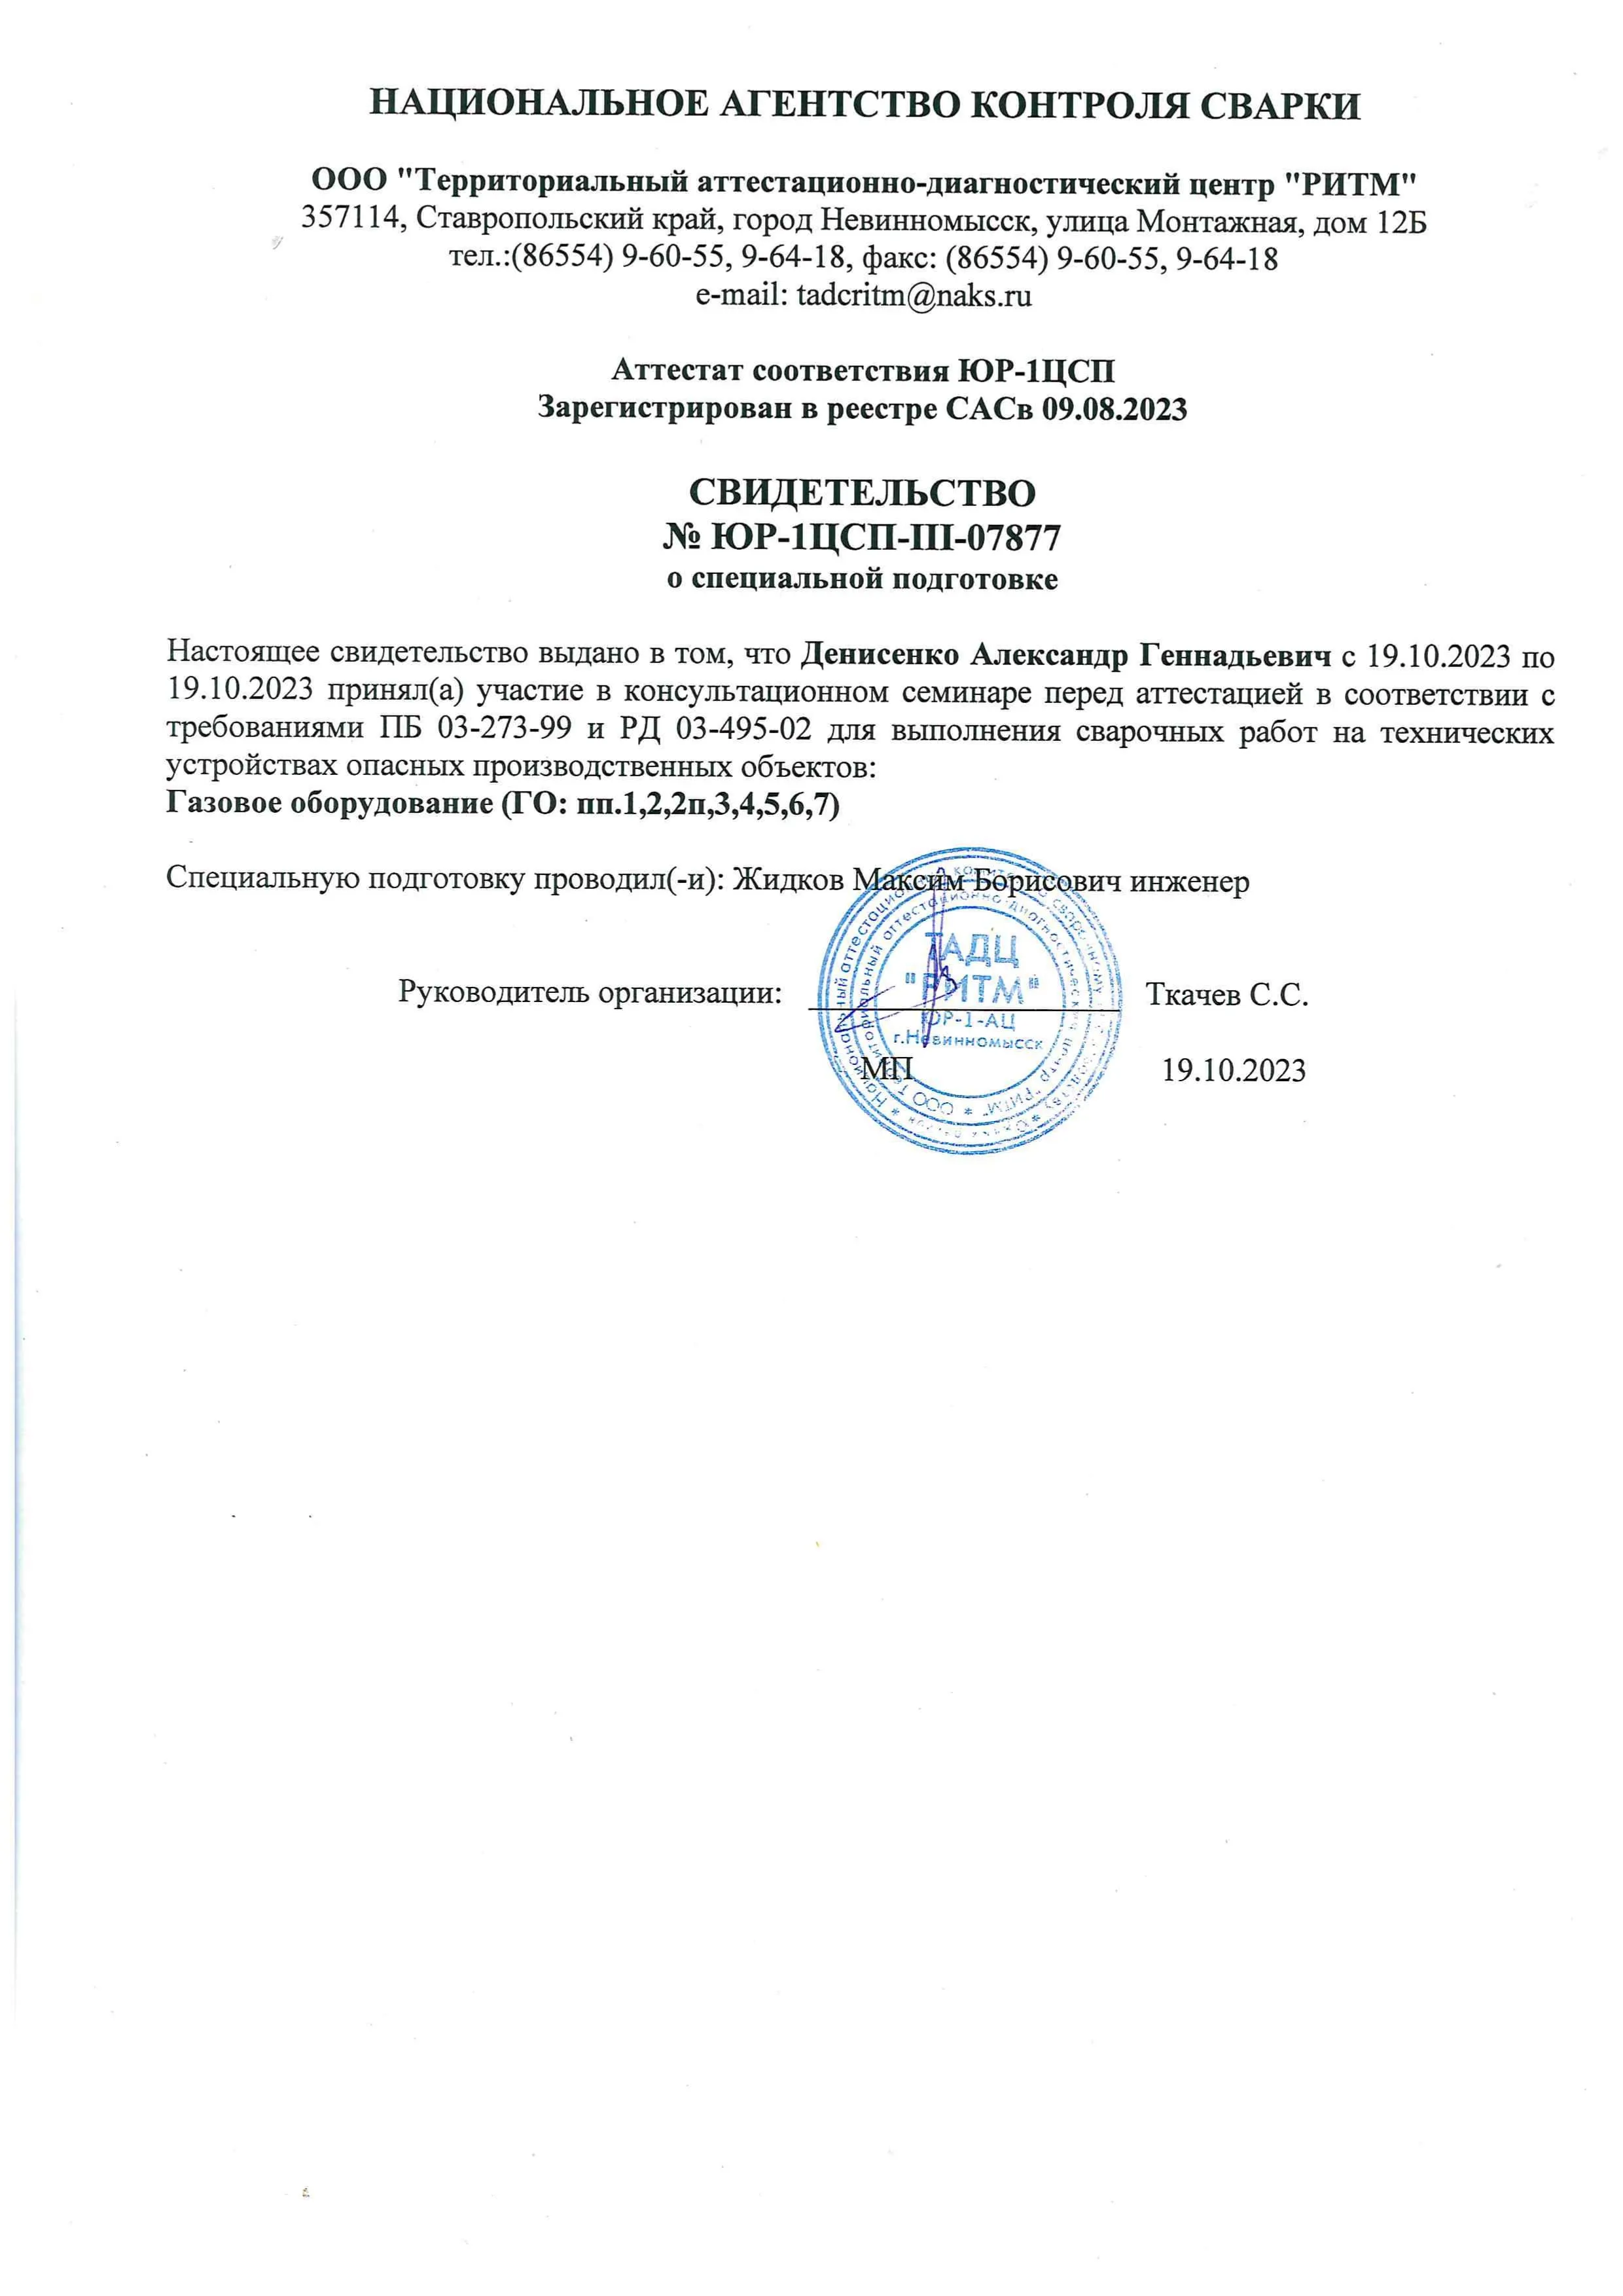 НАЦИОНАЛЬНОЕ АГЕНТСТВО КОНТРОЛЯ СВАРКИ
ООО "Территориальный аттестационно-диагностический центр "РИТМ"
357114, Ставропольский край, город Невинномысск, улица Монтажная, дом 12Б
тел.:(86554) 9-60-55, 9-64-18, факс: (86554) 9-60-55, 9-64-18
e-mail: tadcritm@naks.ru
Аттестат соответствия ЮР-1ЦСП
Зарегистрирован в реестре САСв 09.08.2023
СВИДЕТЕЛЬСТВО
№ ЮР-1ЦСП-III-07877
о специальной подготовке
Настоящее свидетельство выдано в том, что Денисенко Александр Геннадьевич с 19.10.2023 по
19.10.2023 принял(а) участие в консультационном семинаре перед аттестацией в соответствии с
требованиями ПБ 03-273-99 и РД 03-495-02 для выполнения сварочных работ на технических
устройствах опасных производственных объектов:
Газовое оборудование (ГО: пп.1,2,2п,3,4,5,6,7)
Специальную подготовку проводил(-и): Жидков Максим Борисович инженер
Руководитель организации: Ткачев С.С.
МП 19.10.2023
ТАДЦ
"РИТМ"
ЮР-1-АЦ
г.Невинномысск
ООО Территориальный аттестационно-диагностический центр "РИТМ"